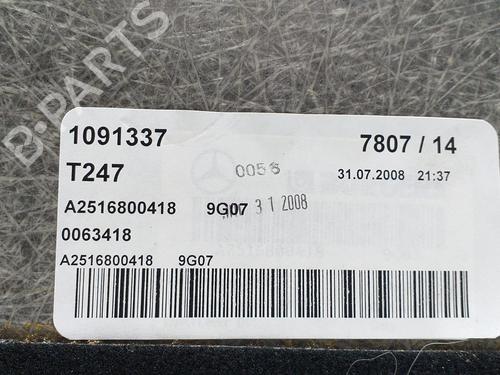 B-PARTS
1091337 7807 / 14
T247 0056 31.07.2008 21:37
A2516800418 9G07 31 2008
0063418
A2516800418 9G07